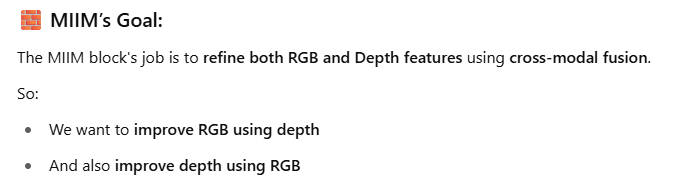 MIIM's Goal:
The MIIM block's job is to refine both RGB and Depth features using cross-modal fusion.
So:
• We want to improve RGB using depth
• And also improve depth using RGB